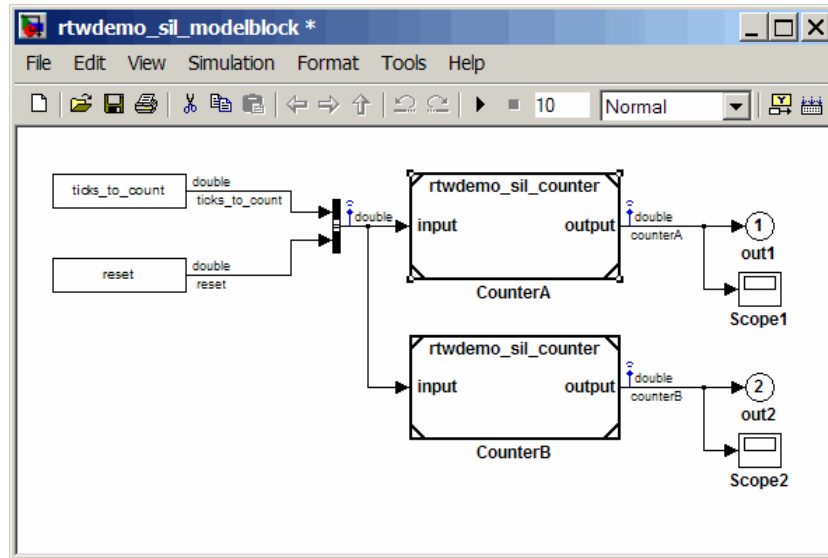 rtwdemo_sil_modelblock *
File Edit View Simulation Format Tools Help
10 Normal
ticks_to_count
double
ticks_to_count
reset
double
reset
double
rtwdemo_sil_counter
input output
CounterA
double
counterA
1
out1
Scope1
rtwdemo_sil_counter
input output
CounterB
double
counterB
2
out2
Scope2